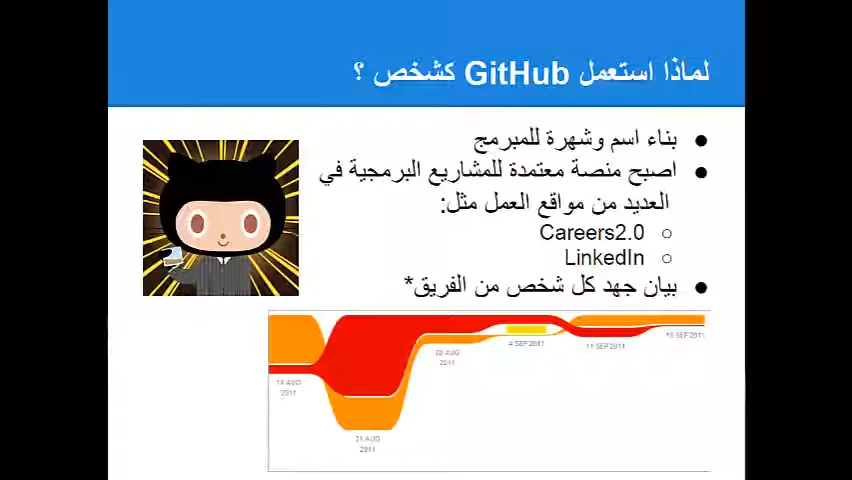 لماذا استعمل GitHub كشخص ؟
● بناء اسم وشهرة للمبرمج
● اصبح منصة معتمدة للمشاريع البرمجية في
العديد من مواقع العمل مثل:
○ Careers2.0
○ LinkedIn
● بيان جهد كل شخص من الفريق*
14 AUG
2011
21 AUG
2011
28 AUG
2011
4 SEP 2011
11 SEP 2011
18 SEP 2011